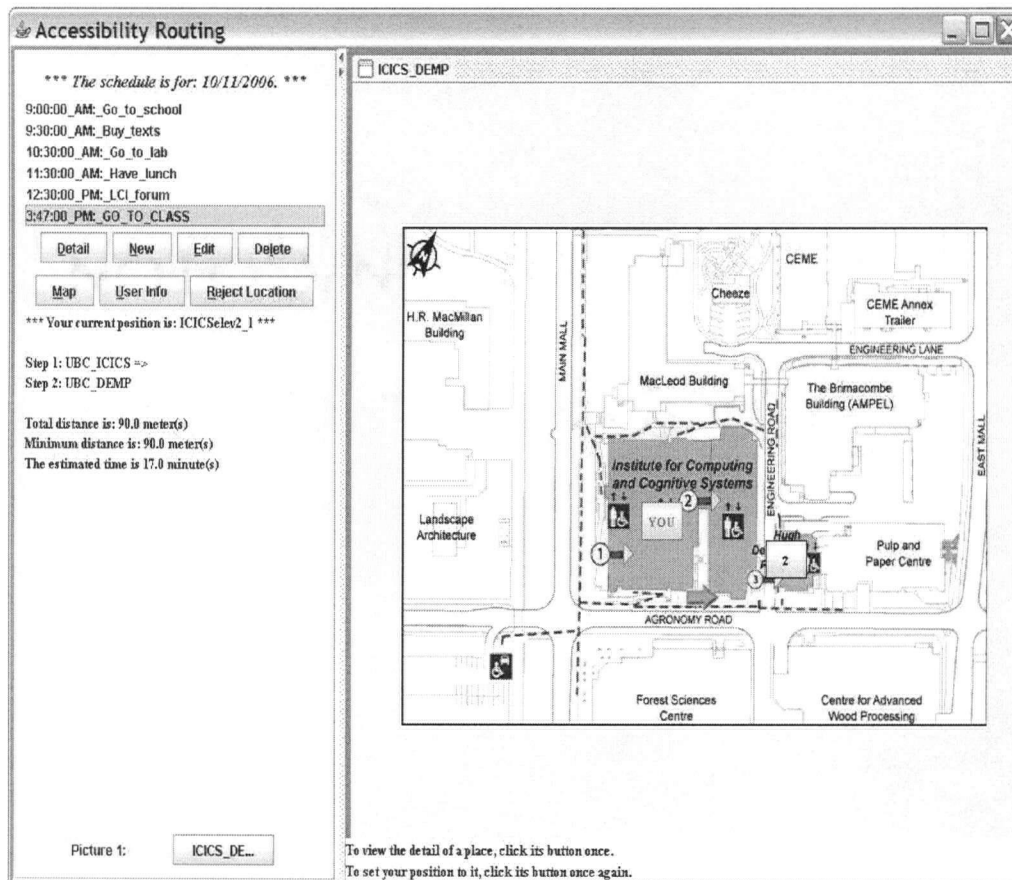 Accessibility Routing
*** The schedule is for: 10/11/2006. ***
9:00:00_AM:_Go_to_school
9:30:00_AM:_Buy_texts
10:30:00_AM:_Go_to_lab
11:30:00_AM:_Have_lunch
12:30:00_PM:_LCI_forum
3:47:00_PM:_GO_TO_CLASS
Detail New Edit Delete
Map User Info Reject Location
*** Your current position is: ICICSelev2_1 ***
Step 1: UBC_ICICS =>
Step 2: UBC_DEMP
Total distance is: 90.0 meter(s)
Minimum distance is: 90.0 meter(s)
The estimated time is 17.0 minute(s)
Picture 1: ICICS_DE...
ICICS_DEMP
CEME
Cheeze
H.R. MacMillan
Building
CEME Annex
Trailer
MAIN MALL
ENGINEERING LANE
MacLeod Building
The Brimacombe
Building (AMPEL)
ENGINEERING ROAD
EAST MALL
Institute for Computing
and Cognitive Systems
2
YOU
Landscape
Architecture
1
Hugh
2
3
Pulp and
Paper Centre
AGRONOMY ROAD
Forest Sciences
Centre
Centre for Advanced
Wood Processing
To view the detail of a place, click its button once.
To set your position to it, click its button once again.